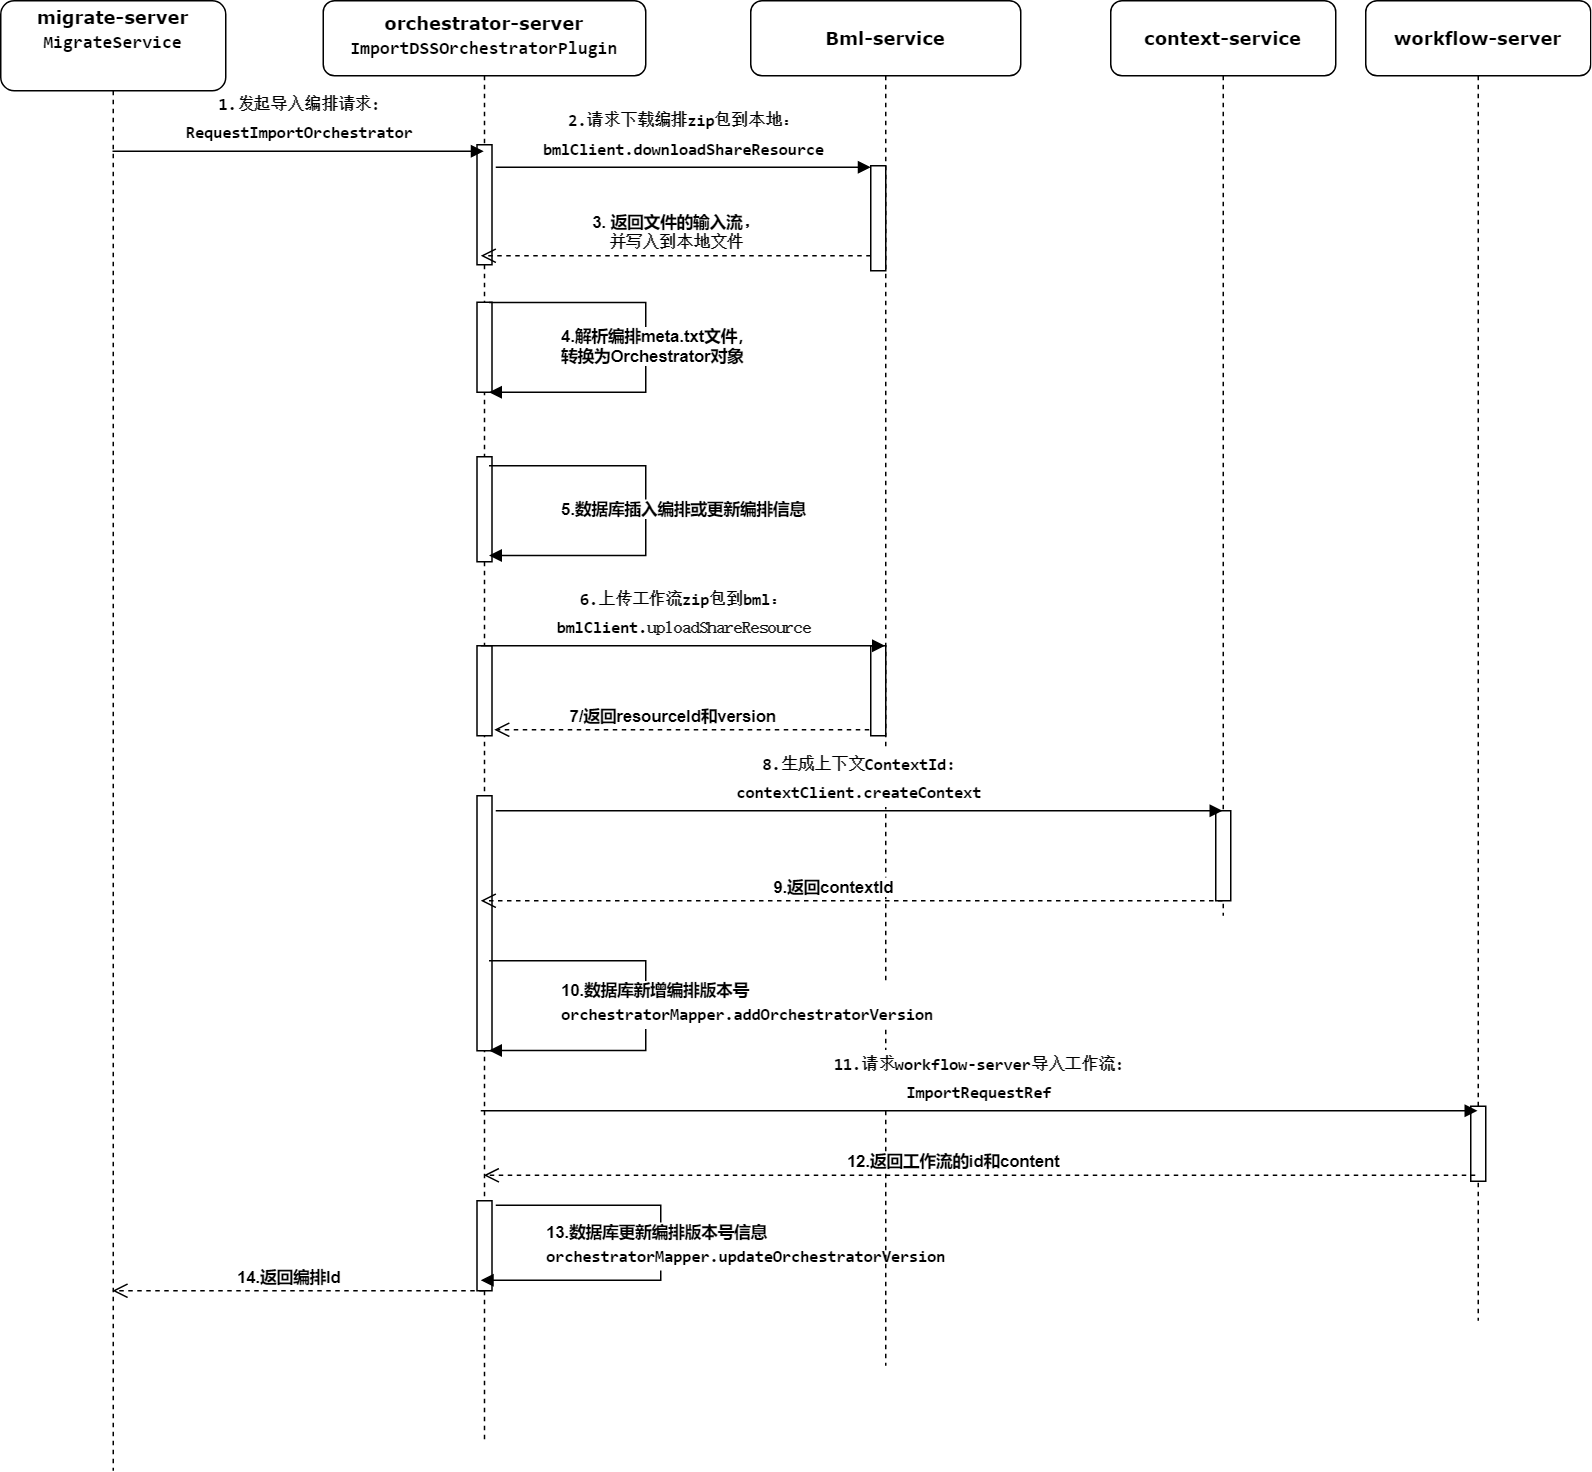 migrate-server
MigrateService
orchestrator-server
ImportDSSOrchestratorPlugin
Bml-service
context-service
workflow-server
1.发起导入编排请求:
RequestImportOrchestrator
2.请求下载编排zip包到本地:
bmlClient.downloadShareResource
3. 返回文件的输入流，
并写入到本地文件
4.解析编排meta.txt文件，
转换为Orchestrator对象
5.数据库插入编排或更新编排信息
6.上传工作流zip包到bml:
bmlClient.uploadShareResource
7/返回resourceId和version
8.生成上下文ContextId:
contextClient.createContext
9.返回contextId
10.数据库新增编排版本号
orchestratorMapper.addOrchestratorVersion
11.请求workflow-server导入工作流:
ImportRequestRef
12.返回工作流的id和content
13.数据库更新编排版本号信息
orchestratorMapper.updateOrchestratorVersion
14.返回编排Id